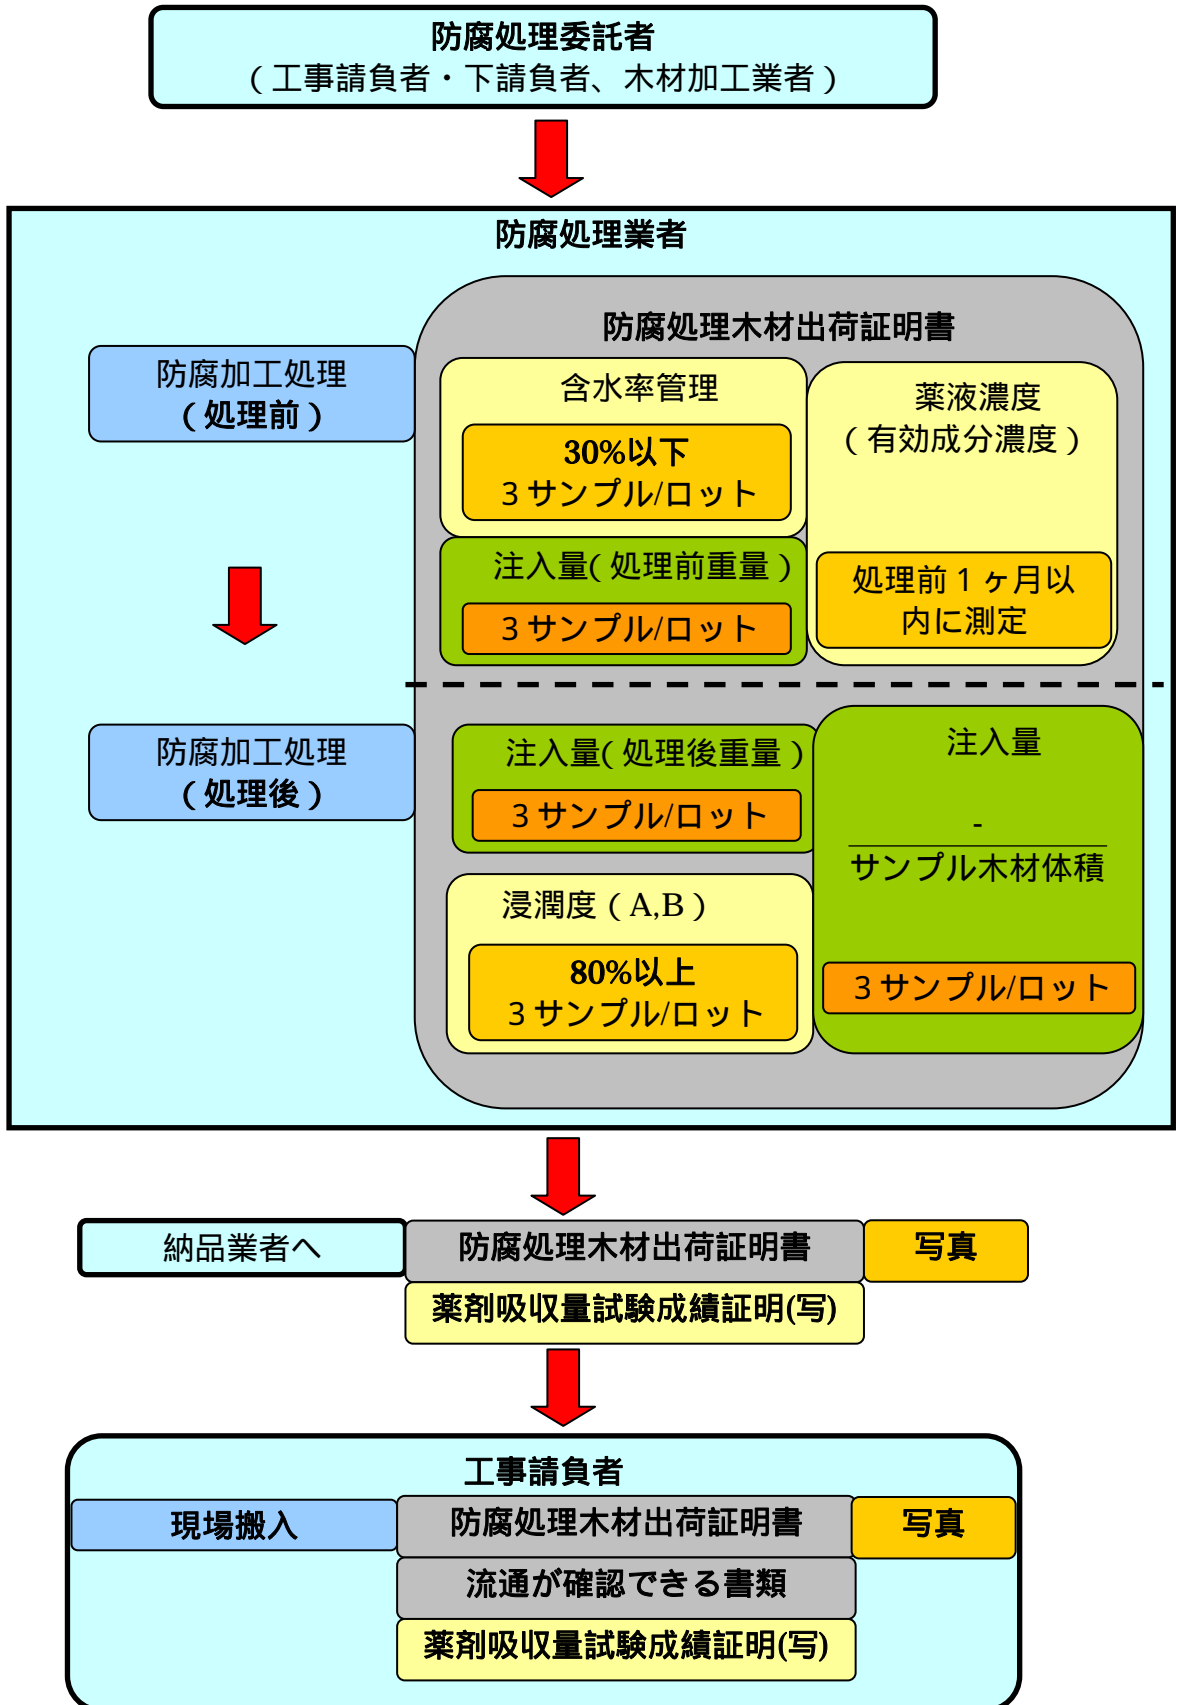 防腐処理委託者
（工事請負者・下請負者、木材加工業者）
防腐処理業者
防腐処理木材出荷証明書
防腐加工処理
（処理前）
含水率管理
30%以下
3サンプル/ロット
薬液濃度
（有効成分濃度）
処理前1ヶ月以
内に測定
注入量（処理前重量）
3サンプル/ロット
防腐加工処理
（処理後）
注入量（処理後重量）
3サンプル/ロット
浸潤度（A,B）
80%以上
3サンプル/ロット
注入量
-
サンプル木材体積
3サンプル/ロット
納品業者へ
防腐処理木材出荷証明書
写真
薬剤吸収量試験成績証明(写)
工事請負者
現場搬入
防腐処理木材出荷証明書
写真
流通が確認できる書類
薬剤吸収量試験成績証明(写)